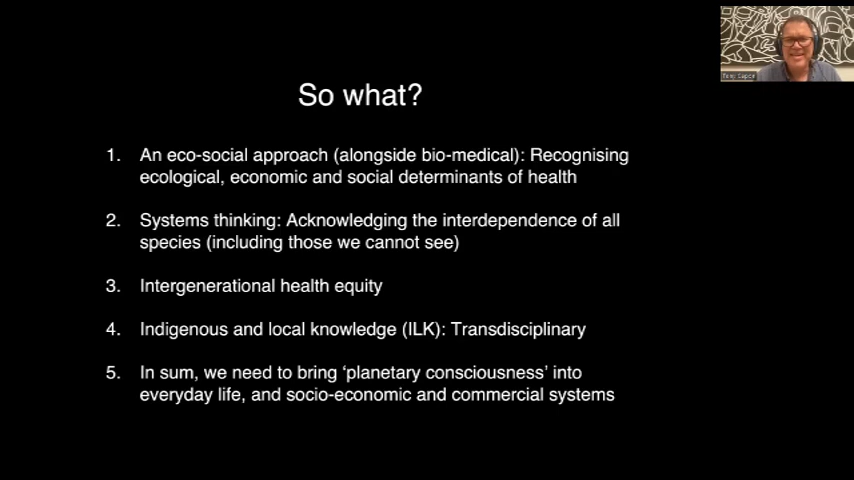 So what?
1. An eco-social approach (alongside bio-medical): Recognising
ecological, economic and social determinants of health
2. Systems thinking: Acknowledging the interdependence of all
species (including those we cannot see)
3. Intergenerational health equity
4. Indigenous and local knowledge (ILK): Transdisciplinary
5. In sum, we need to bring ‘planetary consciousness’ into
everyday life, and socio-economic and commercial systems
Tony Capon